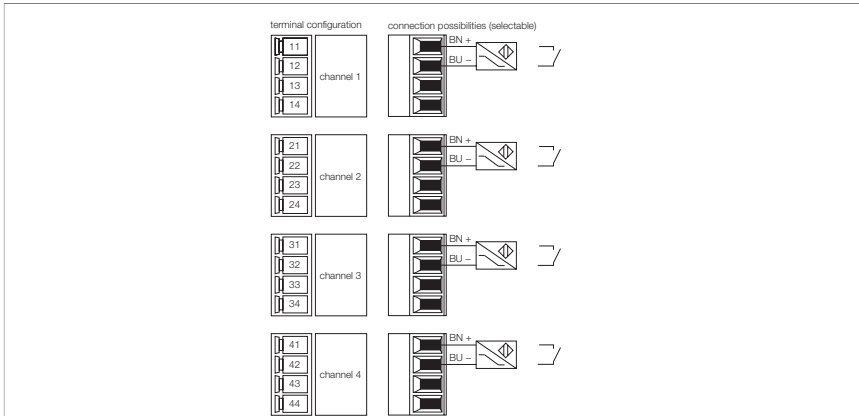 terminal configuration
connection possibilities (selectable)
11
12
13
14
channel 1
BN +
BU –
21
22
23
24
channel 2
BN +
BU –
31
32
33
34
channel 3
BN +
BU –
41
42
43
44
channel 4
BN +
BU –